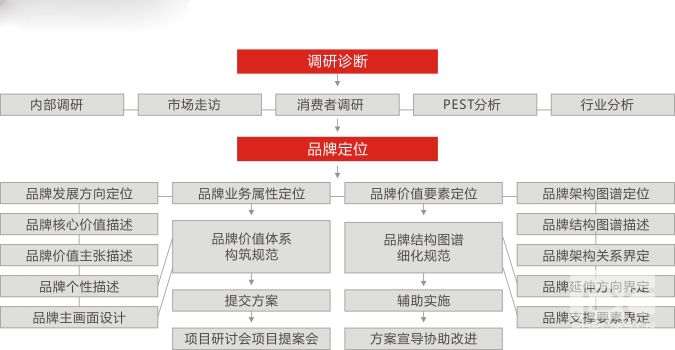 调研诊断
内部调研
市场走访
消费者调研
PEST分析
行业分析
品牌定位
品牌发展方向定位
品牌业务属性定位
品牌价值要素定位
品牌架构图谱定位
品牌核心价值描述
品牌价值主张描述
品牌个性描述
品牌主画面设计
品牌价值体系
构筑规范
提交方案
项目研讨会项目提案会
品牌结构图谱
细化规范
辅助实施
方案宣导协助改进
品牌结构图谱描述
品牌架构关系界定
品牌延伸方向界定
品牌支撑要素界定